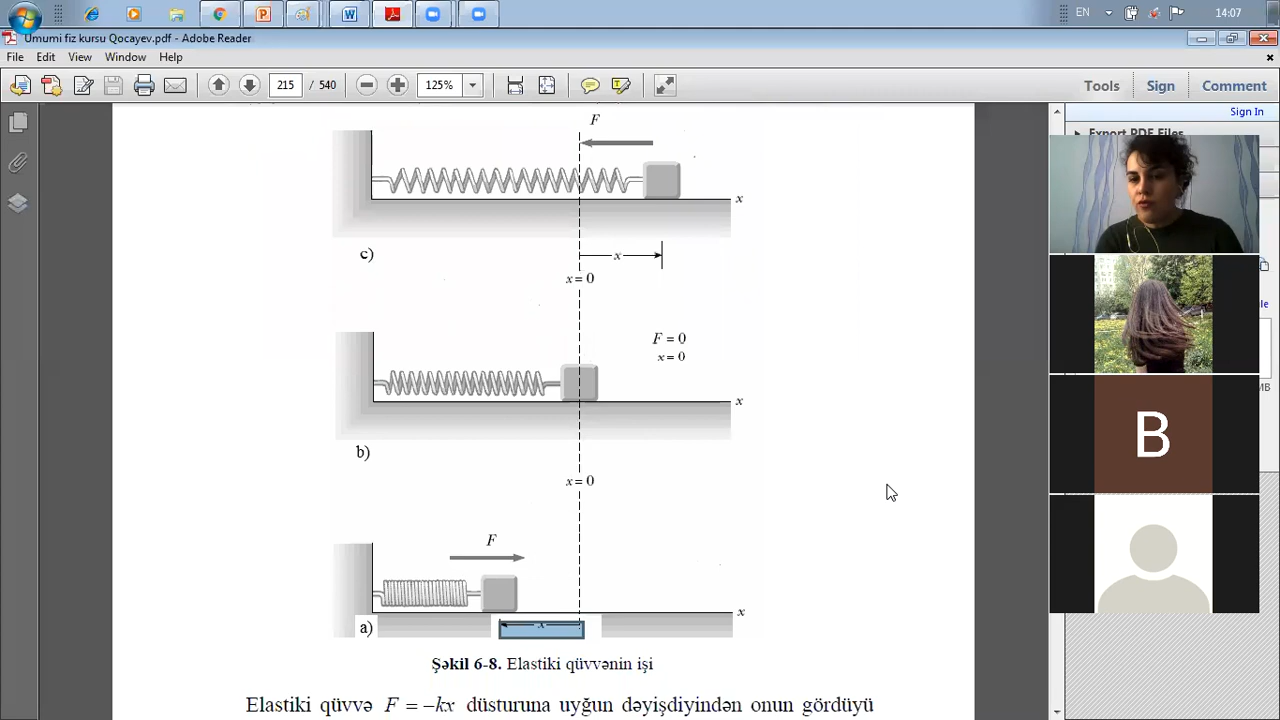 EN
14:07
Umumi fiz kursu Qocayev.pdf - Adobe Reader
File Edit View Window Help
215 / 540
125%
Tools
Sign
Comment
Sign In
Export PDF Files
F
x
c)
x
x = 0
F = 0
x = 0
x
b)
x = 0
F
x
a)
x
Şəkil 6-8. Elastiki qüvvənin işi
Elastiki qüvvə F = −kx düsturuna uyğun dəyişdiyindən onun gördüyü
B
MB